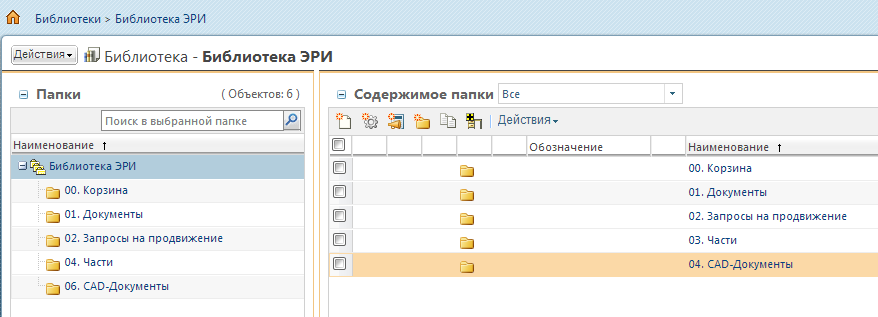 Библиотеки > Библиотека ЭРИ
Действия Библиотека - Библиотека ЭРИ
Папки ( Объектов: 6 )
Поиск в выбранной папке
Наименование ↑
Библиотека ЭРИ
00. Корзина
01. Документы
02. Запросы на продвижение
04. Части
06. CAD-Документы
Содержимое папки Все
Действия
Обозначение Наименование ↑
00. Корзина
01. Документы
02. Запросы на продвижение
03. Части
04. CAD-Документы